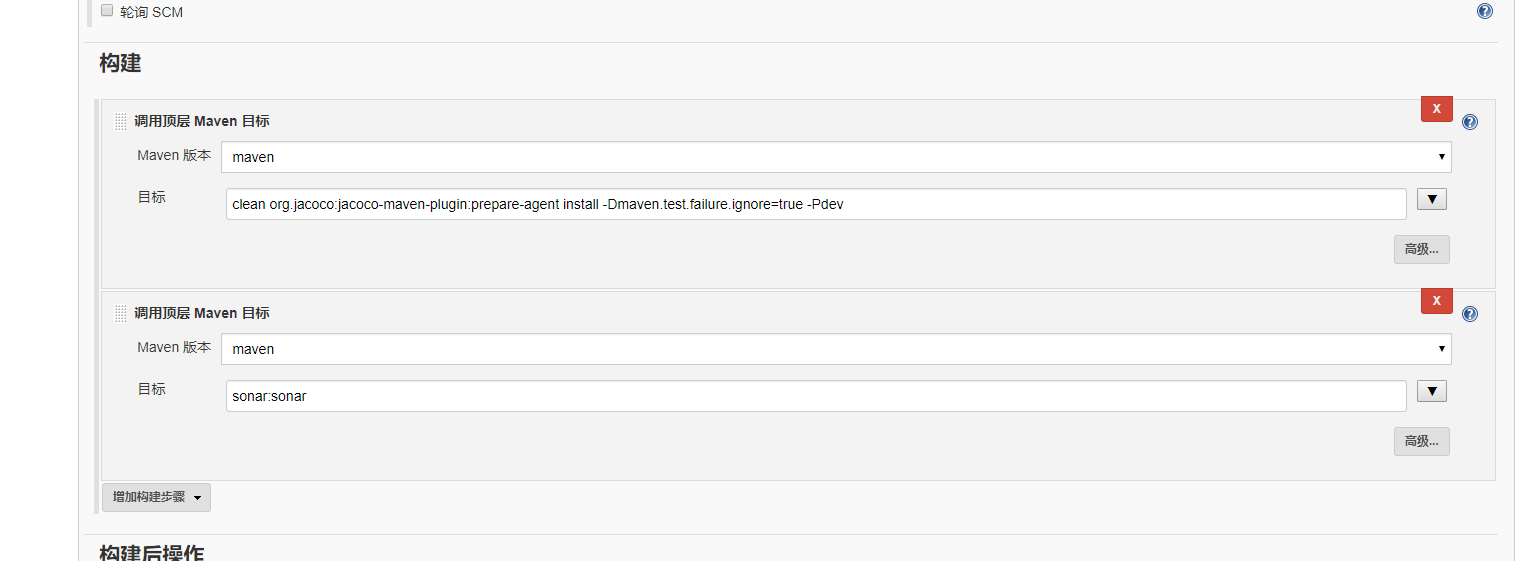 轮询 SCM
构建
调用顶层 Maven 目标
X
Maven 版本
maven
目标
clean org.jacoco:jacoco-maven-plugin:prepare-agent install -Dmaven.test.failure.ignore=true -Pdev
高级...
调用顶层 Maven 目标
X
Maven 版本
maven
目标
sonar:sonar
高级...
增加构建步骤
构建后操作